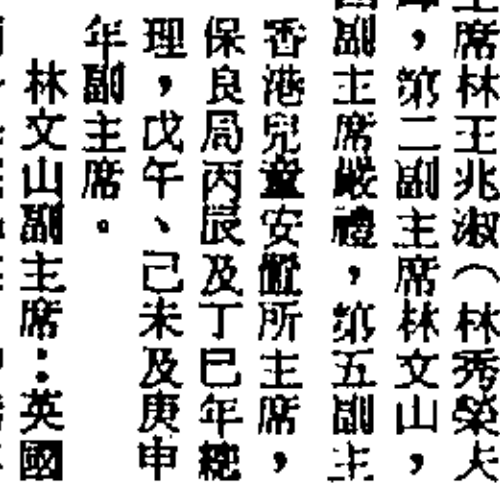 主席林王兆淑（林秀榮夫
，第二副主席林文山，
副主席嚴禮，第五副主
香港兒童安置所主席，
保良局丙辰及丁巳年總
理，戊午、己未及庚申
年副主席。
林文山副主席：英國